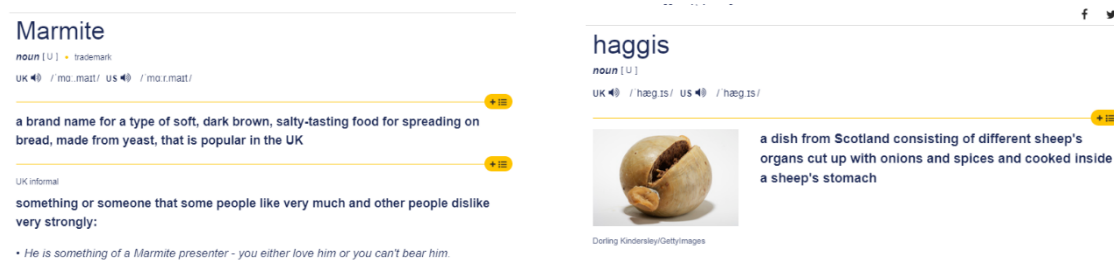 Marmite
noun [ U ] • trademark
UK /ˈmɑː.maɪt/ US /ˈmɑːr.maɪt/
a brand name for a type of soft, dark brown, salty-tasting food for spreading on
bread, made from yeast, that is popular in the UK
UK informal
something or someone that some people like very much and other people dislike
very strongly:
• He is something of a Marmite presenter - you either love him or you can't bear him.
haggis
noun [ U ]
UK /ˈhæɡ.ɪs/ US /ˈhæɡ.ɪs/
a dish from Scotland consisting of different sheep's
organs cut up with onions and spices and cooked inside
a sheep's stomach
Dorling Kindersley/GettyImages